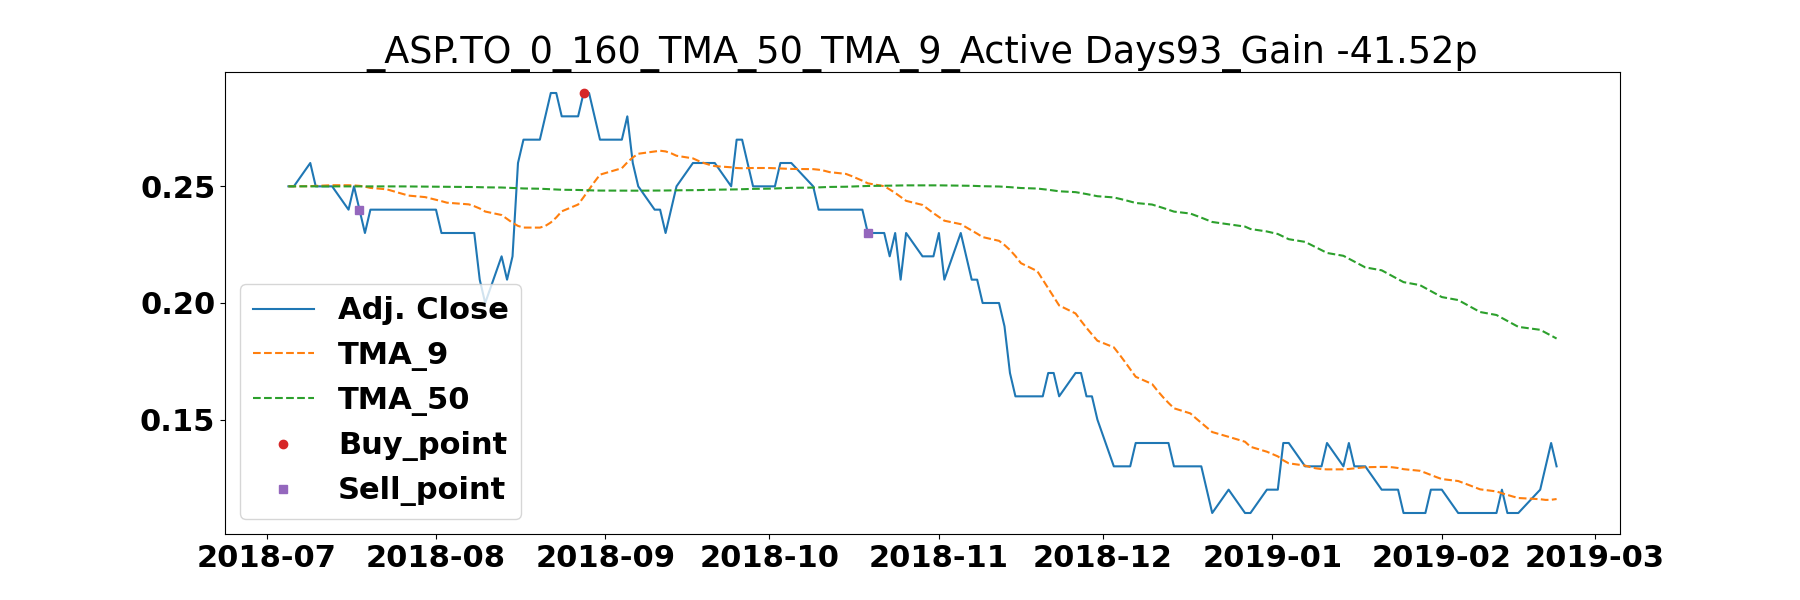 _ASP.TO_0_160_TMA_50_TMA_9_Active Days93_Gain -41.52p
0.25
0.20
0.15
Adj. Close
TMA_9
TMA_50
Buy_point
Sell_point
2018-07 2018-08 2018-09 2018-10 2018-11 2018-12 2019-01 2019-02 2019-03